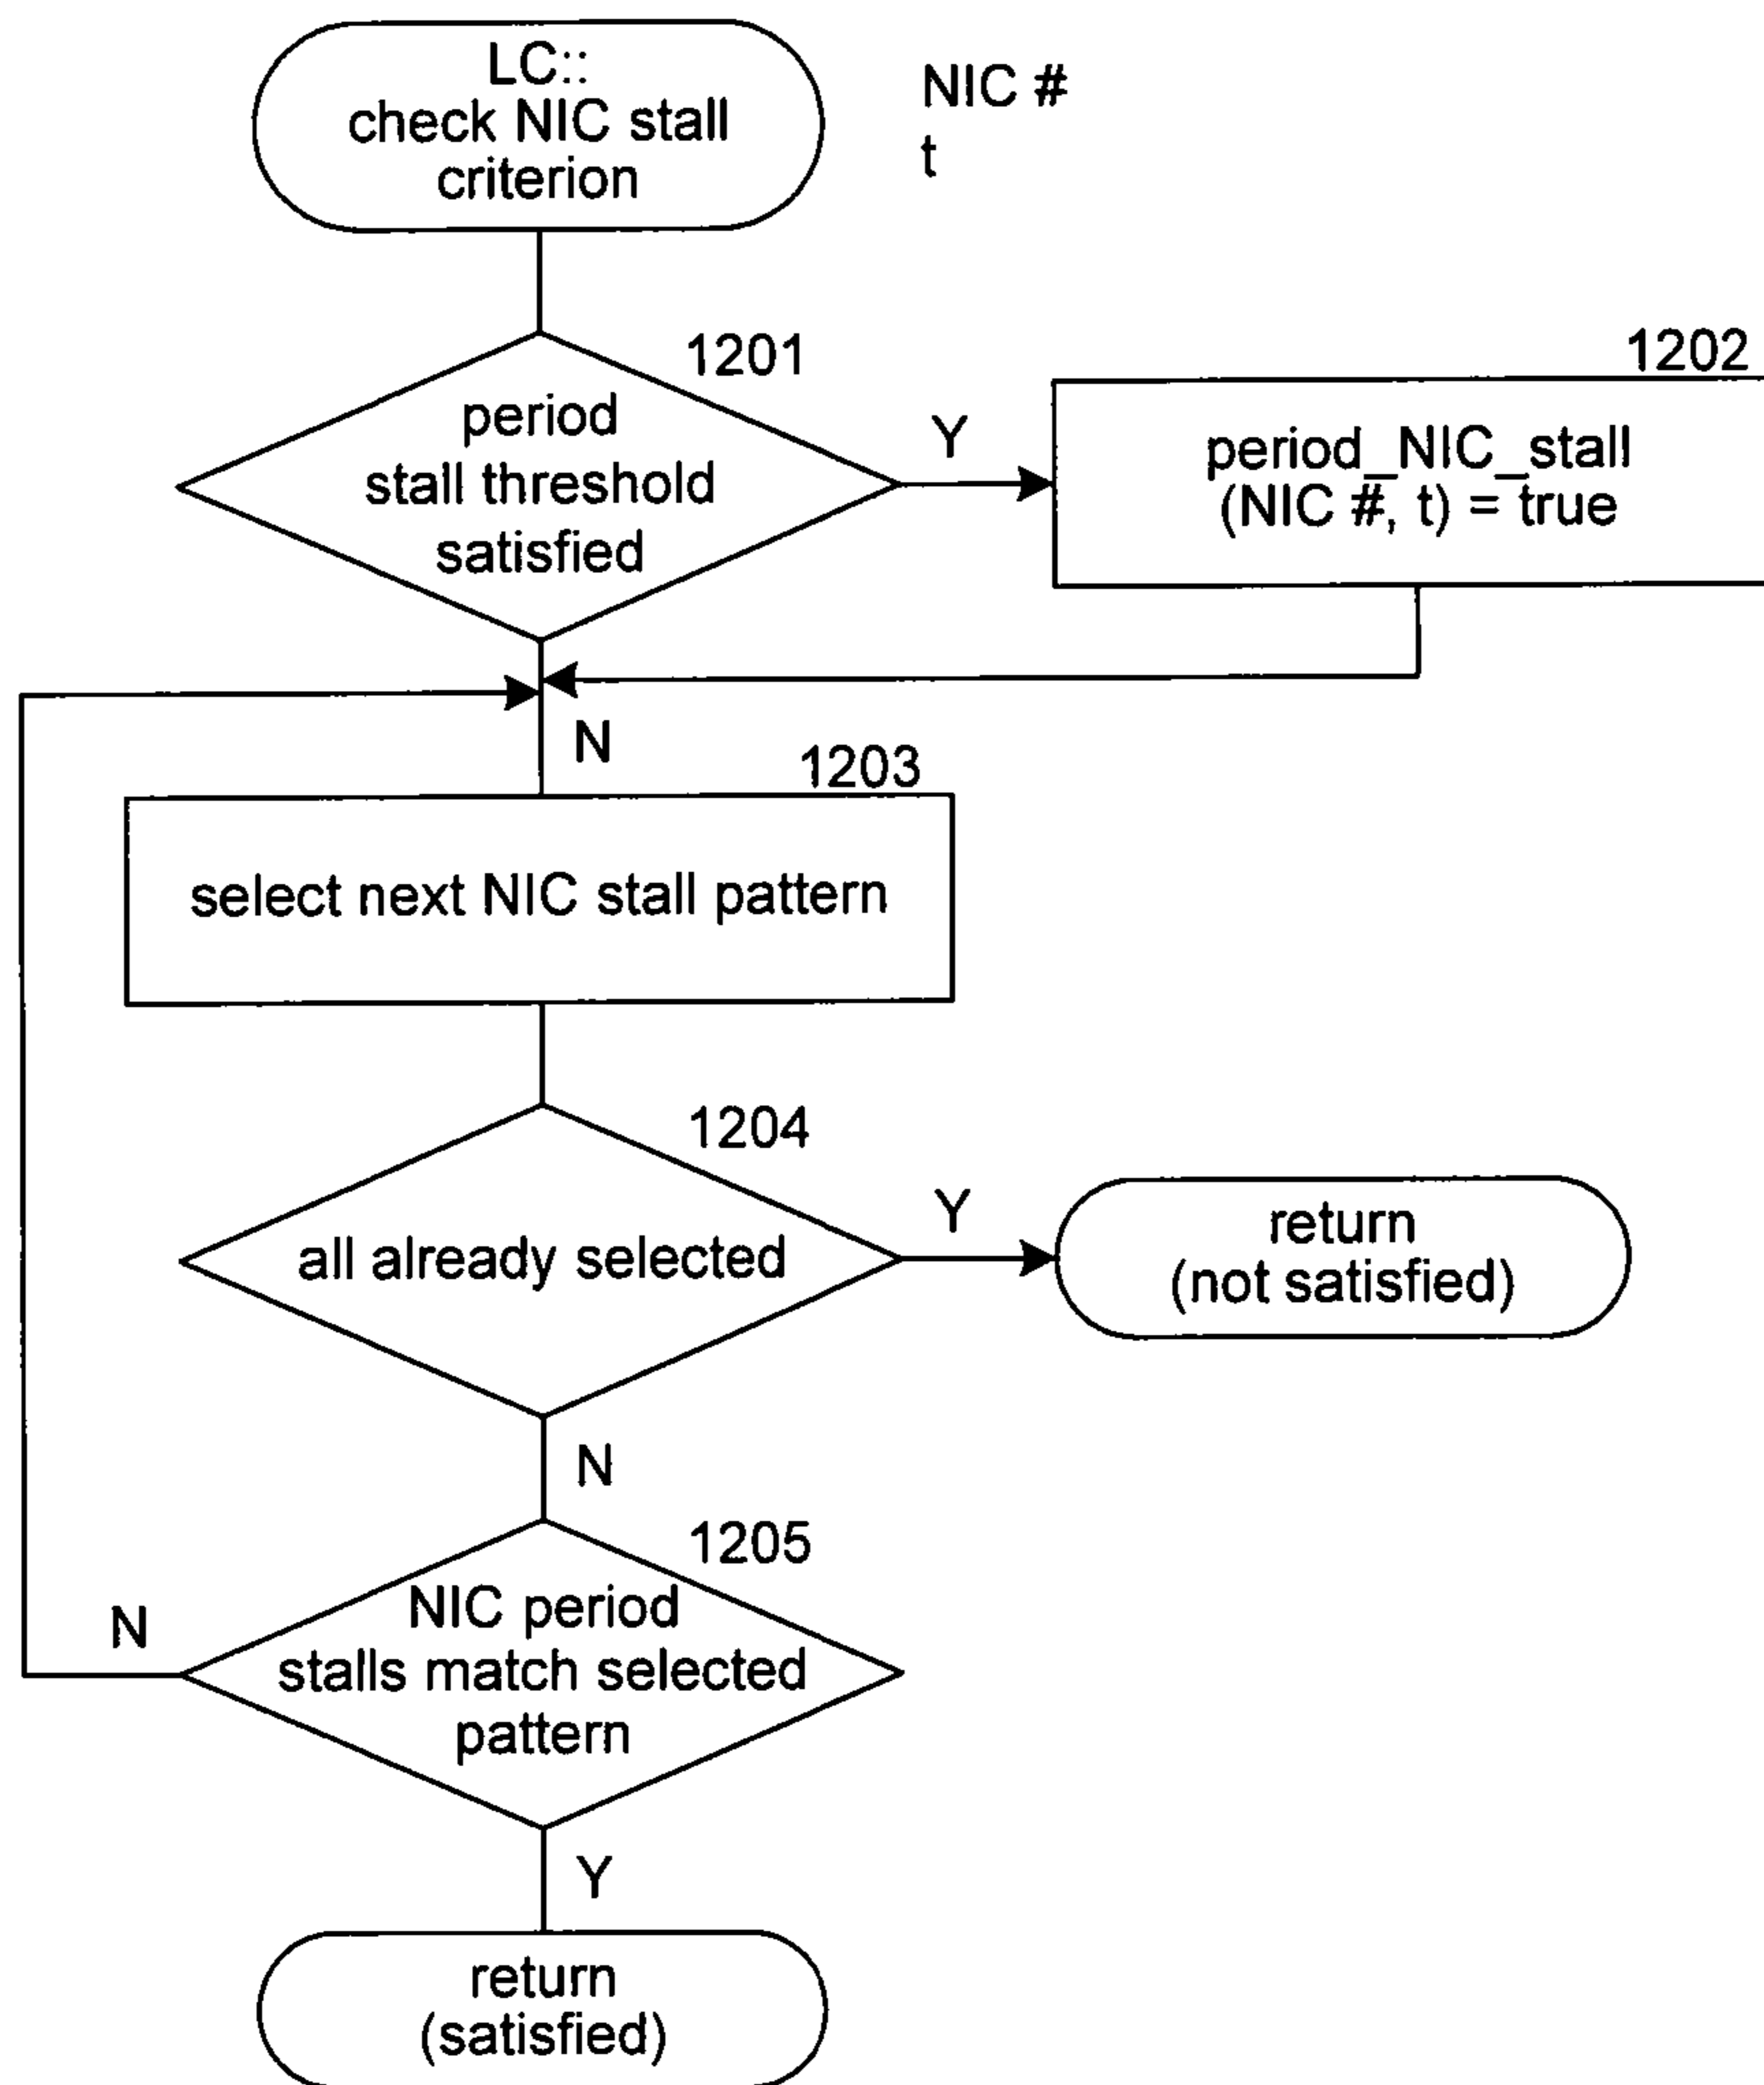 LC::
check NIC stall
criterion
NIC #
t
1201
period
stall threshold
satisfied
Y
1202
period_NIC_stall
(NIC #, t) = true
N
1203
select next NIC stall pattern
1204
all already selected
Y
return
(not satisfied)
N
1205
NIC period
stalls match selected
pattern
N
Y
return
(satisfied)